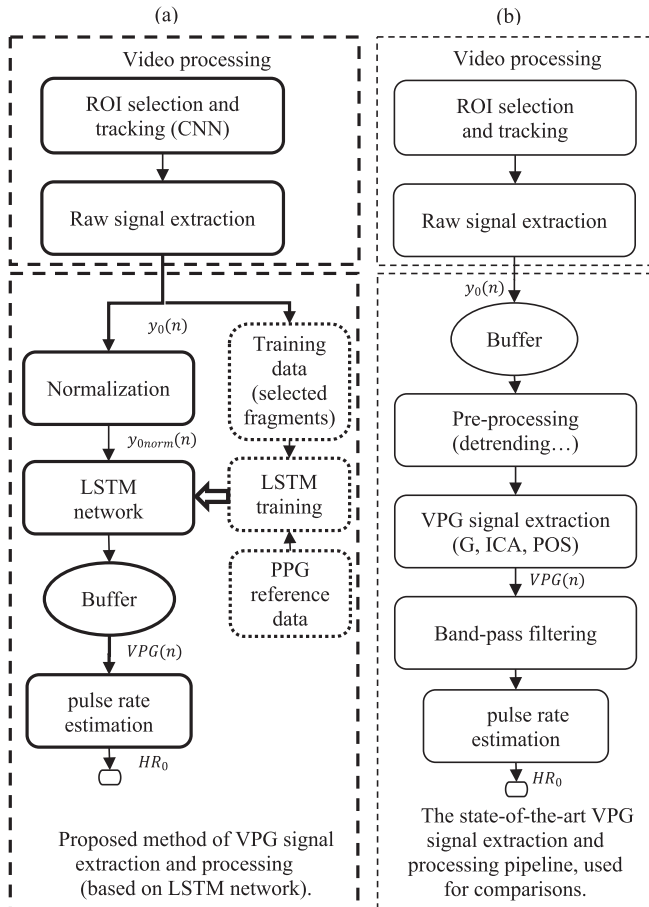 (a)
Video processing
ROI selection and
tracking (CNN)
Raw signal extraction
y₀(n)
Normalization
y₀ₙₒᵣₘ(n)
LSTM
network
Buffer
VPG(n)
pulse rate
estimation
HR₀
Training
data
(selected
fragments)
LSTM
training
PPG
reference
data
Proposed method of VPG signal
extraction and processing
(based on LSTM network).
(b)
Video processing
ROI selection
and tracking
Raw signal extraction
y₀(n)
Buffer
Pre-processing
(detrending…)
VPG signal extraction
(G, ICA, POS)
VPG(n)
Band-pass filtering
pulse rate
estimation
HR₀
The state-of-the-art VPG
signal extraction and
processing pipeline, used
for comparisons.